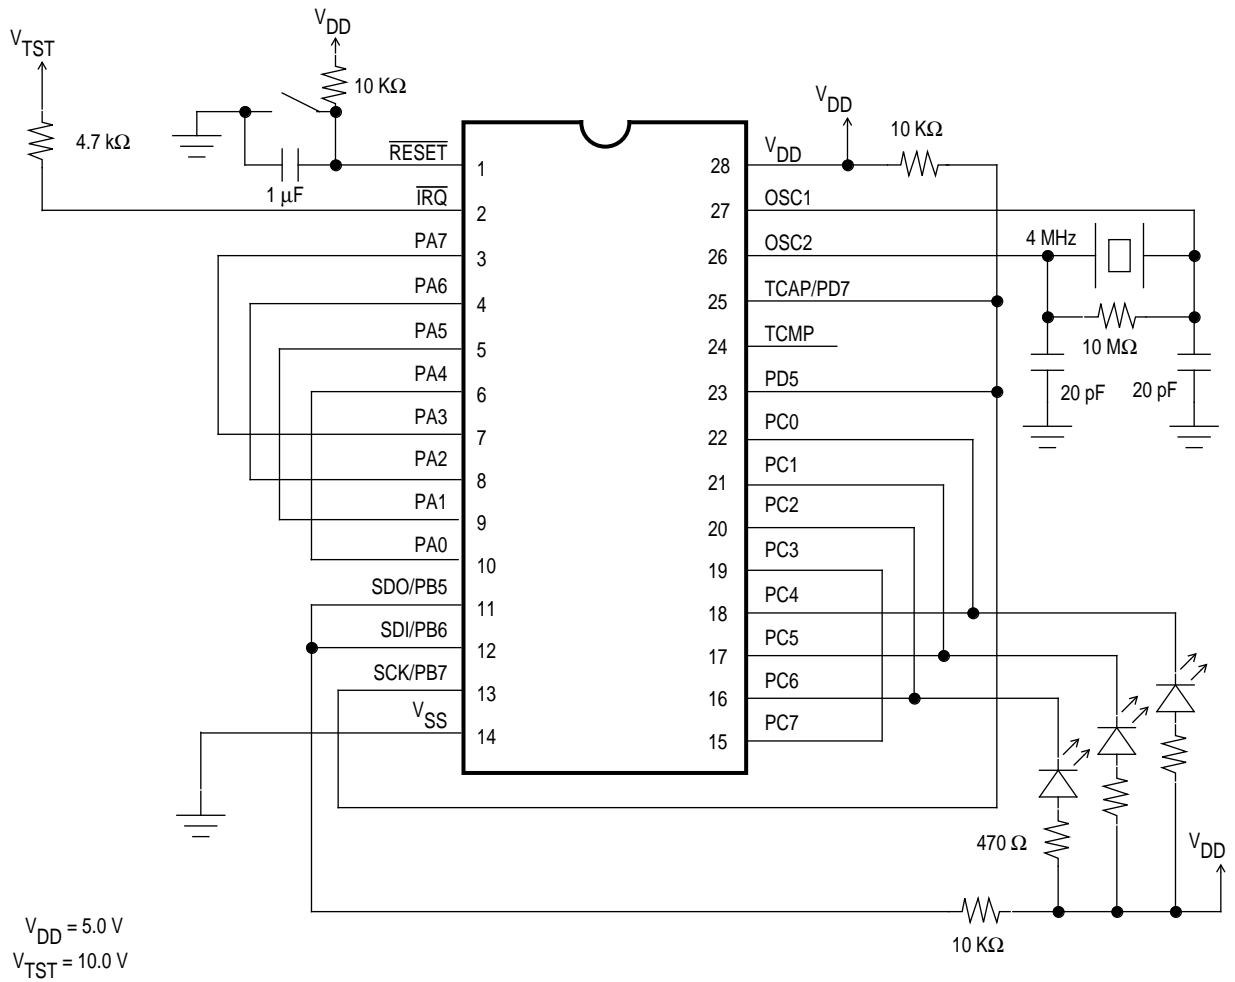 VTST
VDD
10 KΩ
4.7 kΩ
1 µF
RESET
1
IRQ
2
PA7
3
PA6
4
PA5
5
PA4
6
PA3
7
PA2
8
PA1
9
PA0
10
SDO/PB5
11
SDI/PB6
12
SCK/PB7
13
VSS
14
VDD
10 KΩ
VDD
28
OSC1
27
OSC2
26
4 MHz
TCAP/PD7
25
TCMP
24
10 MΩ
PD5
23
20 pF
20 pF
PC0
22
PC1
21
PC2
20
PC3
19
PC4
18
PC5
17
PC6
16
PC7
15
470 Ω
VDD
10 KΩ
VDD = 5.0 V
VTST = 10.0 V